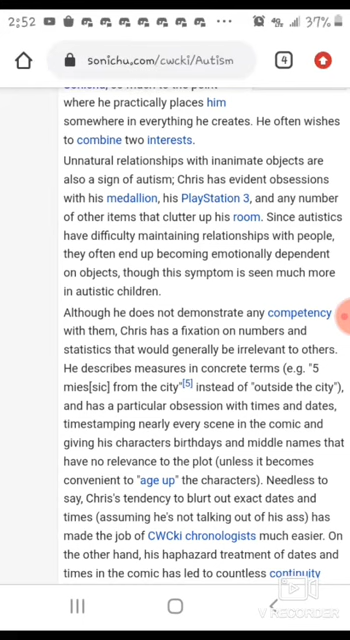 2:52 37%
sonichu.com/cwcki/Autism 4
where he practically places him
somewhere in everything he creates. He often wishes
to combine two interests.
Unnatural relationships with inanimate objects are
also a sign of autism; Chris has evident obsessions
with his medallion, his PlayStation 3, and any number
of other items that clutter up his room. Since autistics
have difficulty maintaining relationships with people,
they often end up becoming emotionally dependent
on objects, though this symptom is seen much more
in autistic children.
Although he does not demonstrate any competency
with them, Chris has a fixation on numbers and
statistics that would generally be irrelevant to others.
He describes measures in concrete terms (e.g. "5
mies[sic] from the city"[5] instead of "outside the city"),
and has a particular obsession with times and dates,
timestamping nearly every scene in the comic and
giving his characters birthdays and middle names that
have no relevance to the plot (unless it becomes
convenient to "age up" the characters). Needless to
say, Chris's tendency to blurt out exact dates and
times (assuming he's not talking out of his ass) has
made the job of CWCki chronologists much easier. On
the other hand, his haphazard treatment of dates and
times in the comic has led to countless continuity
V RECORDER